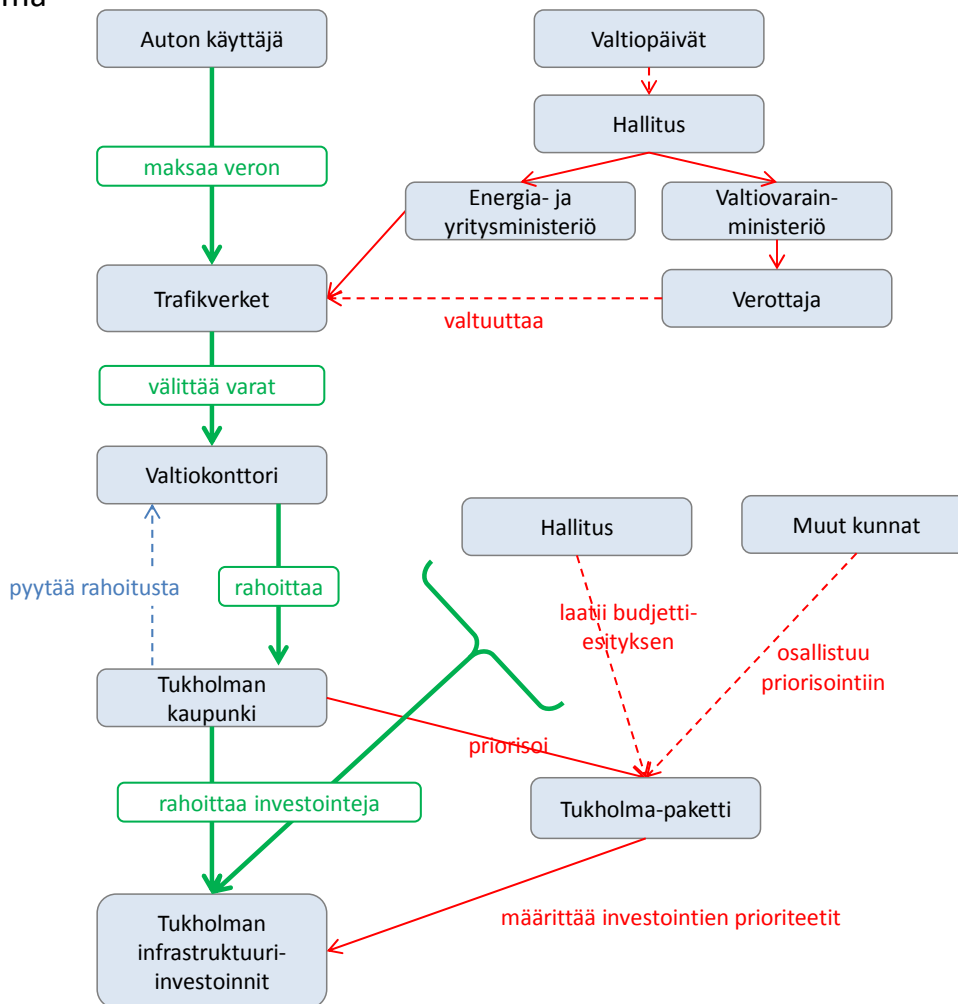 Auton käyttäjä
Valtiopäivät
Hallitus
maksaa veron
Energia- ja
yritysministeriö
Valtiovarain-
ministeriö
Trafikverket
Verottaja
valtuuttaa
välittää varat
Valtiokonttori
Hallitus
Muut kunnat
pyytää rahoitusta
rahoittaa
laatii budjetti-
esityksen
osallistuu
priorisointiin
Tukholman
kaupunki
priorisoi
rahoittaa investointeja
Tukholma-paketti
määrittää investointien prioriteetit
Tukholman
infrastruktuuri-
investoinnit